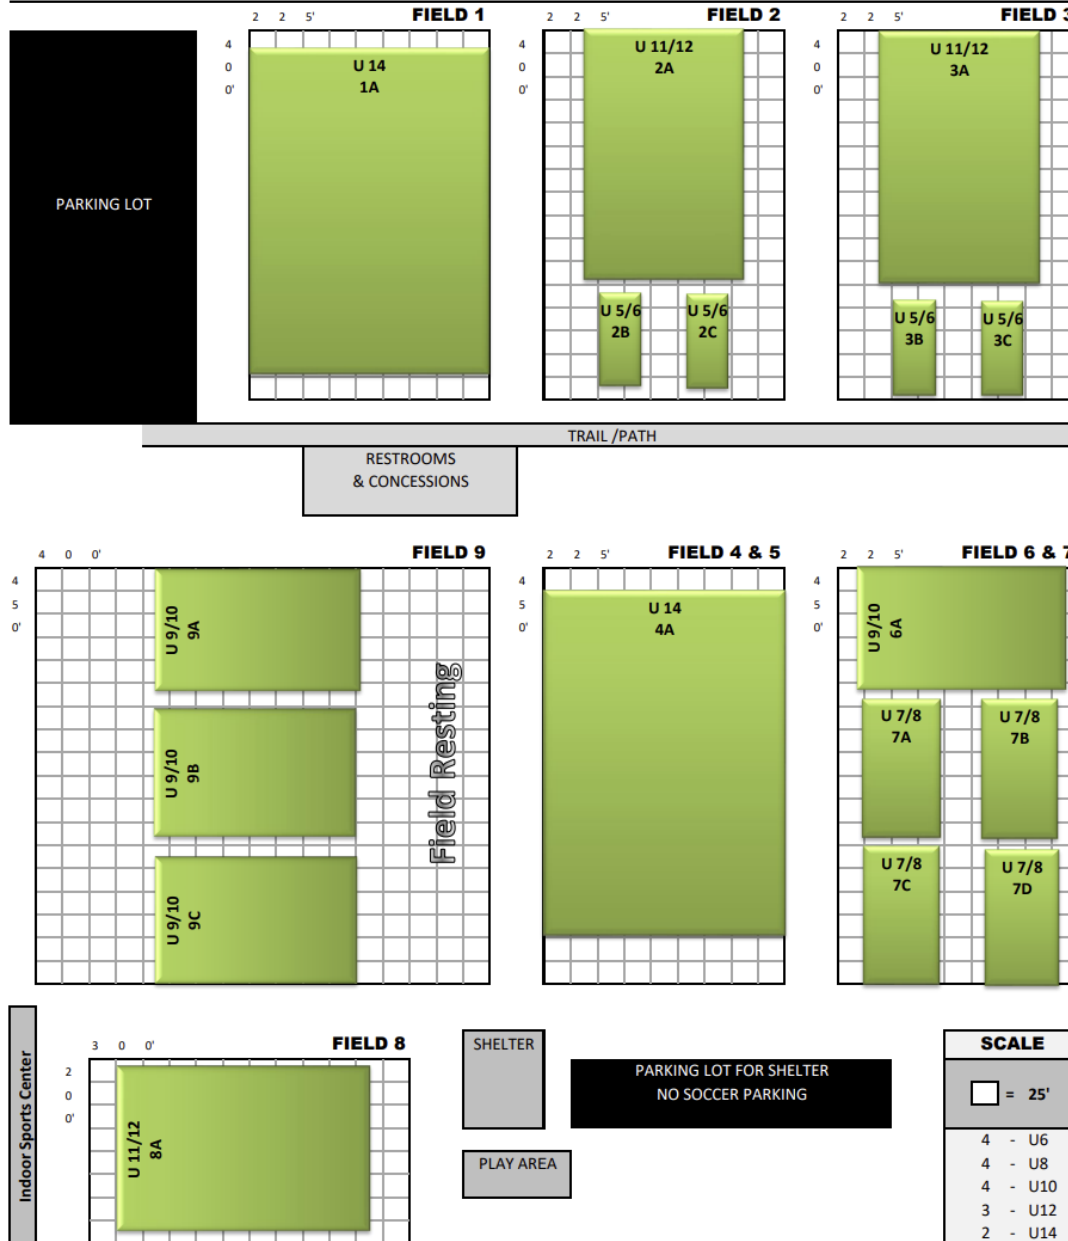 2 2 5'
FIELD 1
2 2 5'
FIELD 2
2 2 5'
FIELD 3
4
0
0'
U 14
1A
4
0
0'
U 11/12
2A
4
0
0'
U 11/12
3A
PARKING LOT
U 5/6
2B
U 5/6
2C
U 5/6
3B
U 5/6
3C
TRAIL /PATH
RESTROOMS
& CONCESSIONS
4 0 0'
FIELD 9
2 2 5'
FIELD 4 & 5
2 2 5'
FIELD 6 & 7
4
5
0'
U 9/10
9A
U 9/10
9B
U 9/10
9C
Field Resting
4
5
0'
U 14
4A
4
5
0'
U 9/10
6A
U 7/8
7A
U 7/8
7B
U 7/8
7C
U 7/8
7D
Indoor Sports Center
3 0 0'
FIELD 8
2
0
0'
U 11/12
8A
SHELTER
PARKING LOT FOR SHELTER
NO SOCCER PARKING
PLAY AREA
SCALE
= 25'
4 - U6
4 - U8
4 - U10
3 - U12
2 - U14